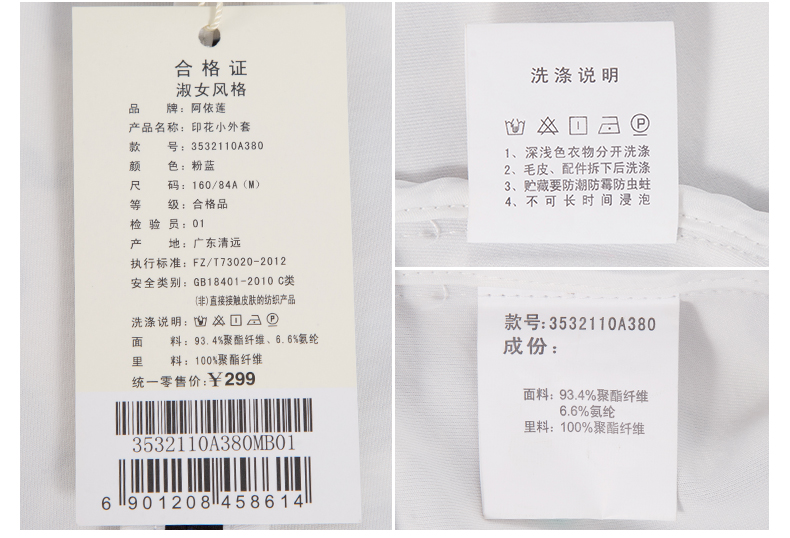 合格证
淑女风格
品 牌：阿依莲
产品名称：印花小外套
款 号：3532110A380
颜 色：粉蓝
尺 码：160/84A（M）
等 级：合格品
检 验 员：01
产 地：广东清远
执行标准：FZ/T73020-2012
安全类别：GB18401-2010 C类
（非）直接接触皮肤的纺织产品
洗涤说明：
面 料：93.4%聚酯纤维、6.6%氨纶
里 料：100%聚酯纤维
统一零售价：¥299
3532110A380MB01
6 901208 458614
洗涤说明
P
1、深浅色衣物分开洗涤
2、毛皮、配件拆下后洗涤
3、贮藏要防潮防霉防虫蛀
4、不可长时间浸泡
款号：3532110A380
成份：
面料：93.4%聚酯纤维
6.6%氨纶
里料：100%聚酯纤维